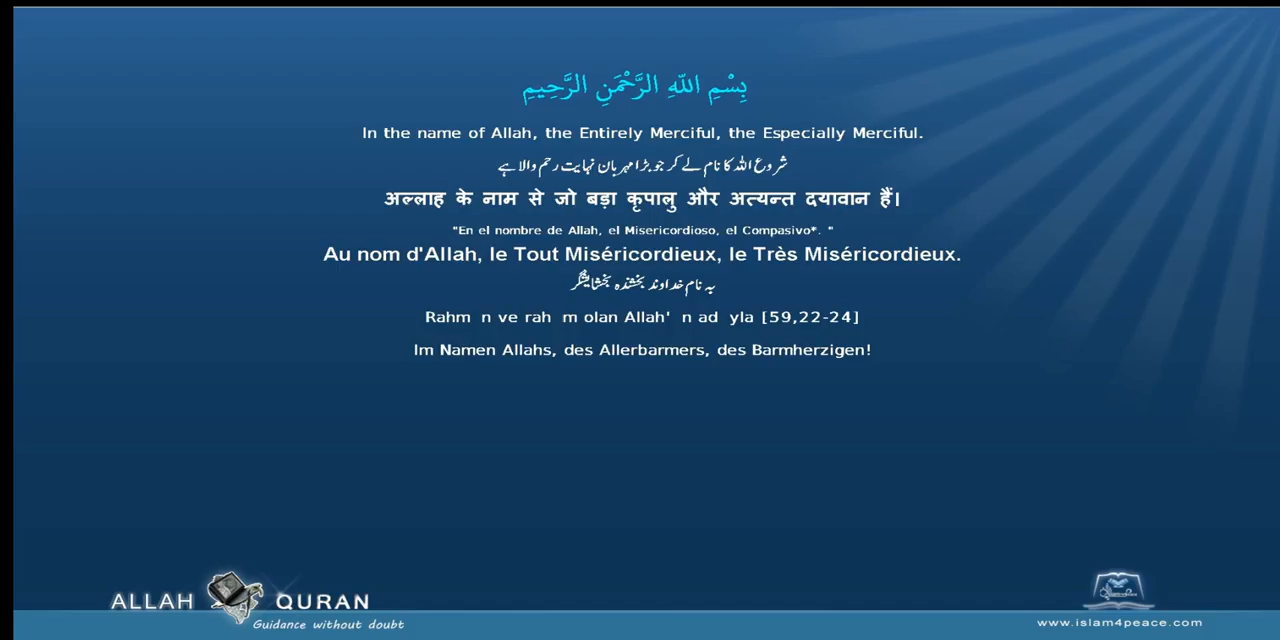 بِسْمِ اللَّهِ الرَّحْمَنِ الرَّحِيمِ
In the name of Allah, the Entirely Merciful, the Especially Merciful.
شروع الله کا نام لے کر جو بڑا مہربان نہایت رحم والا ہے
अल्लाह के नाम से जो बड़ा कृपालु और अत्यन्त दयावान हैं।
"En el nombre de Allah, el Misericordioso, el Compasivo*. "
Au nom d'Allah, le Tout Miséricordieux, le Très Miséricordieux.
به نام خداوند بخشنده بخشایشگر
Rahm n ve rah m olan Allah' n ad yla [59,22-24]
Im Namen Allahs, des Allerbarmers, des Barmherzigen!
ALLAH QURAN
Guidance without doubt
www.islam4peace.com